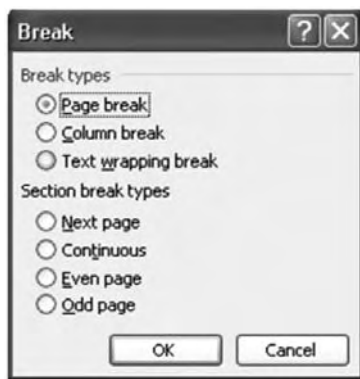 Break
Break types
Page break
Column break
Text wrapping break
Section break types
Next page
Continuous
Even page
Odd page
OK Cancel